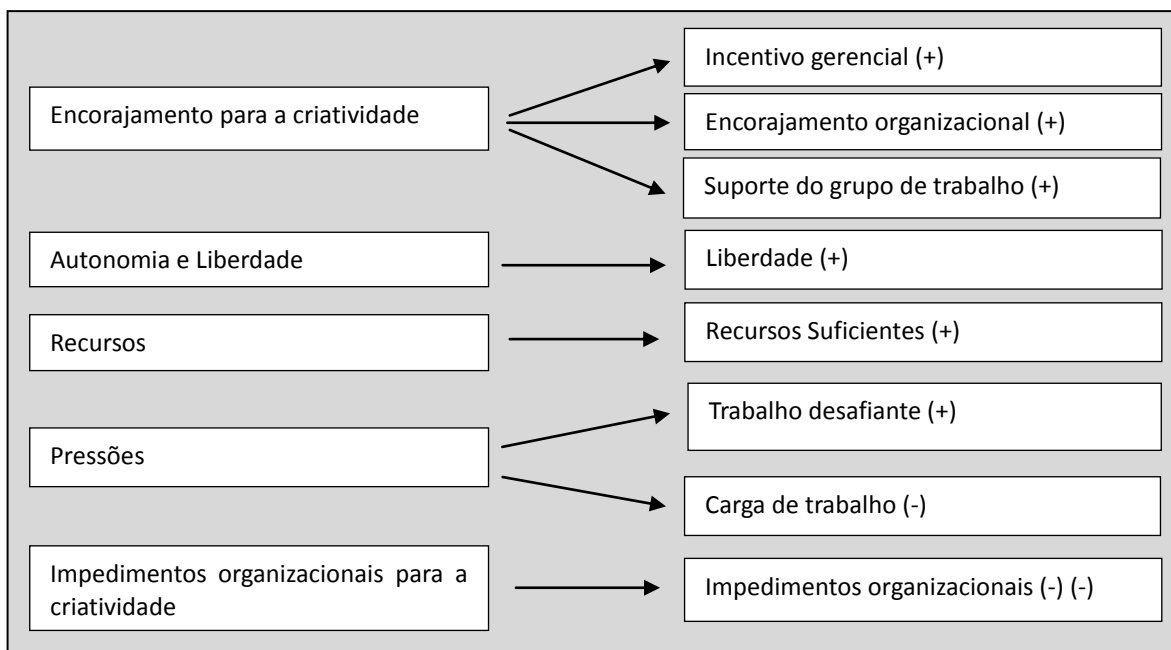 Incentivo gerencial (+)
Encorajamento para a criatividade
Encorajamento organizacional (+)
Suporte do grupo de trabalho (+)
Autonomia e Liberdade
Liberdade (+)
Recursos
Recursos Suficientes (+)
Trabalho desafiante (+)
Pressões
Carga de trabalho (-)
Impedimentos organizacionais para a
criatividade
Impedimentos organizacionais (-) (-)